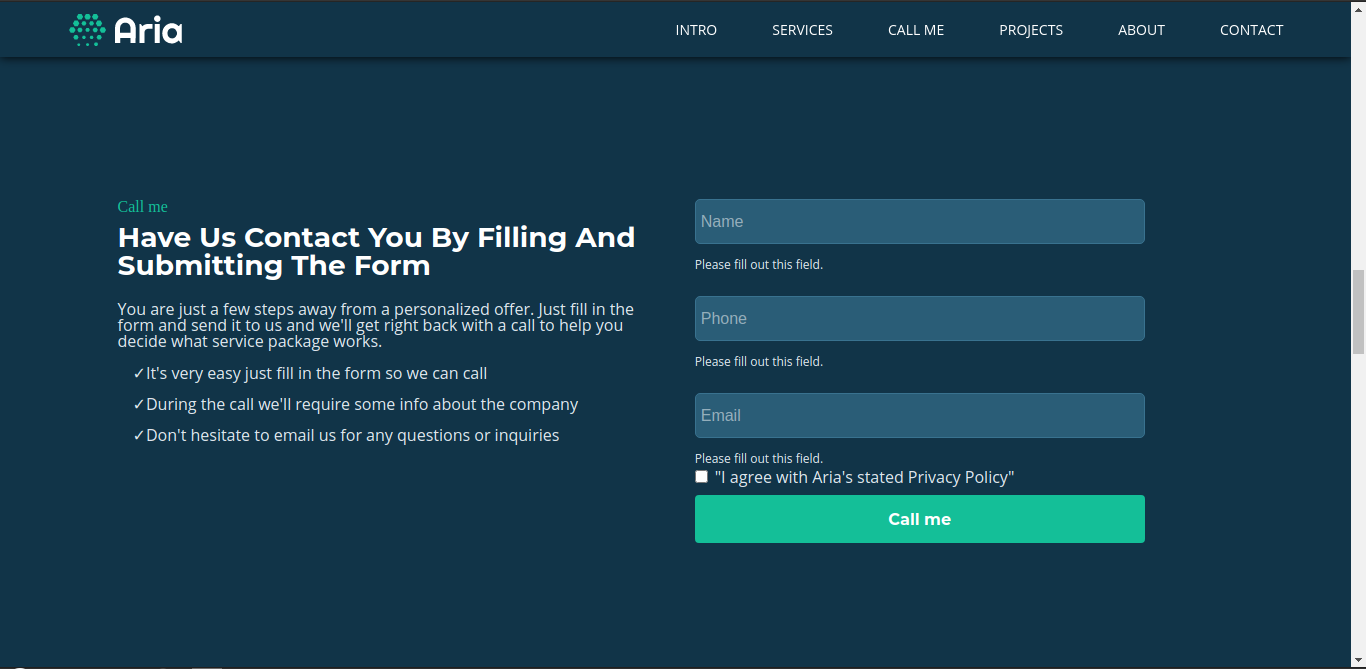 Aria
INTRO SERVICES CALL ME PROJECTS ABOUT CONTACT
Call me
Have Us Contact You By Filling And
Submitting The Form
You are just a few steps away from a personalized offer. Just fill in the
form and send it to us and we'll get right back with a call to help you
decide what service package works.
✓It's very easy just fill in the form so we can call
✓During the call we'll require some info about the company
✓Don't hesitate to email us for any questions or inquiries
Name
Please fill out this field.
Phone
Please fill out this field.
Email
Please fill out this field.
"I agree with Aria's stated Privacy Policy"
Call me